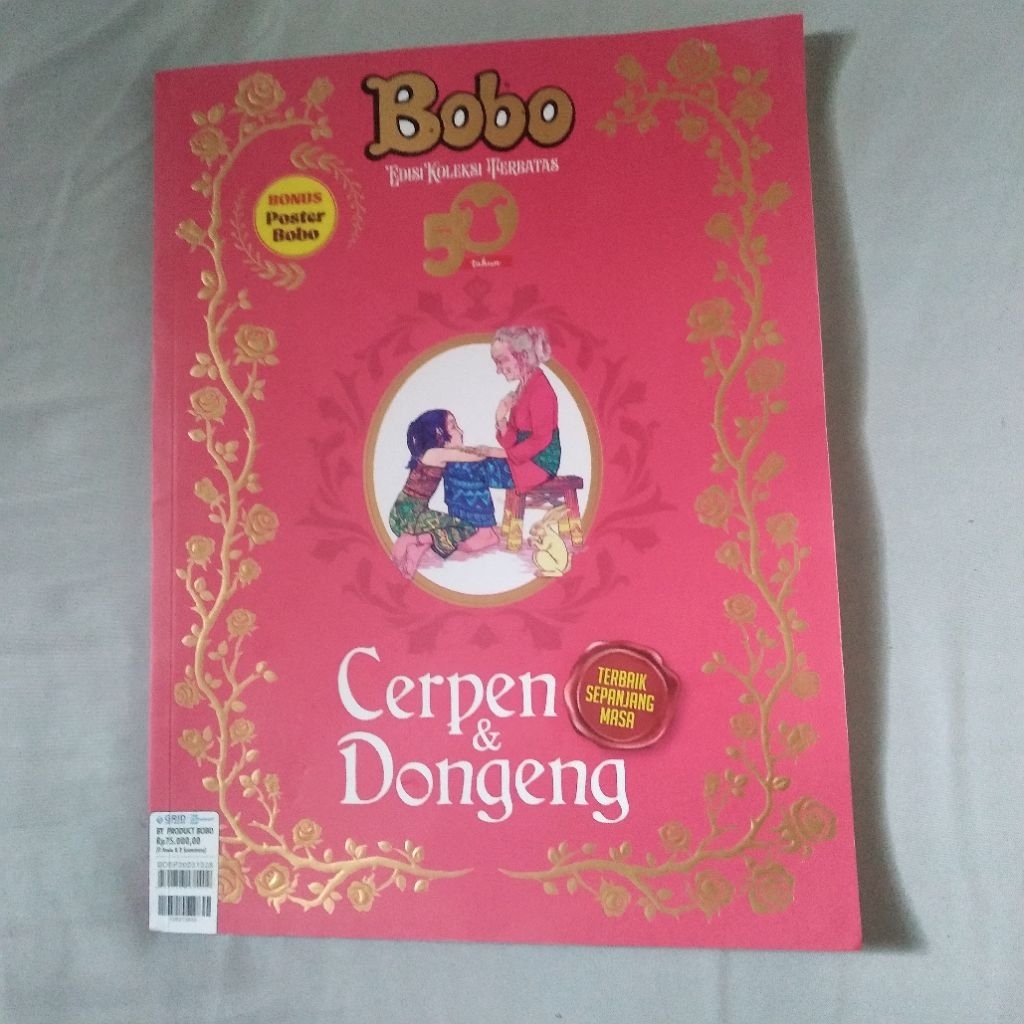 Bobo
EDISI KOLEKSI TERBATAS
BONUS
Poster
Bobo
50
tahun
Cerpen
&
Dongeng
TERBAIK
SEPANJANG
MASA
GRID
BY PRODUCT BOBO
Rp75.000,00